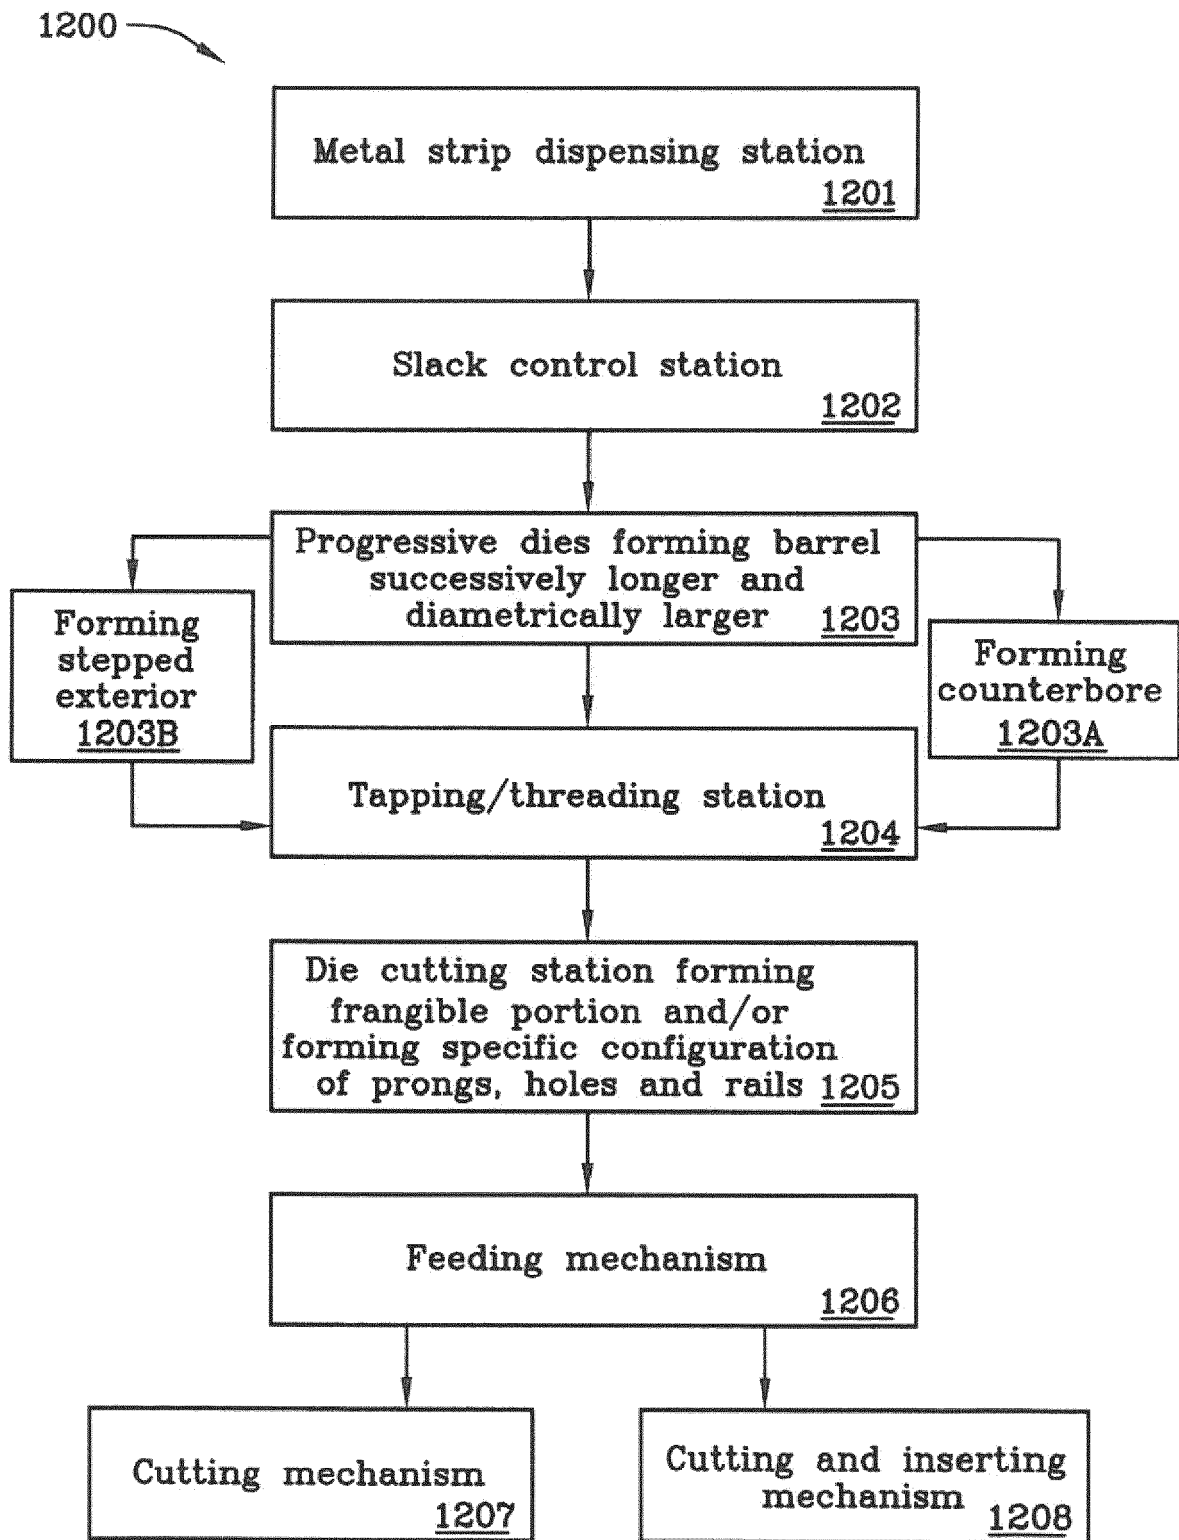 1200
Metal strip dispensing station
1201
Slack control station
1202
Progressive dies forming barrel
successively longer and
diametrically larger 1203
Forming
stepped
exterior
1203B
Forming
counterbore
1203A
Tapping/threading station
1204
Die cutting station forming
frangible portion and/or
forming specific configuration
of prongs, holes and rails 1205
Feeding mechanism
1206
Cutting mechanism
1207
Cutting and inserting
mechanism 1208